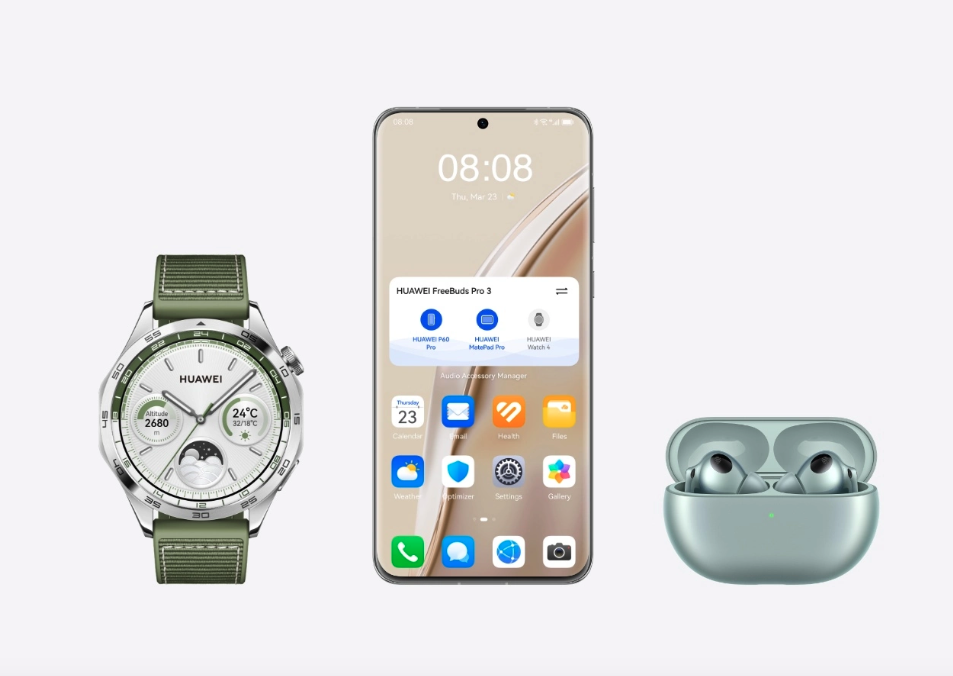 HUAWEI
Altitude
2680
m
24°C
32/18°C
08:08
08:08
Thu, Mar 23
HUAWEI FreeBuds Pro 3
HUAWEI P60
Pro
HUAWEI
MatePad Pro
HUAWEI
Watch 4
Audio Accessory Manager
Thursday
23
Calendar
Email
Health
Files
Weather
Optimizer
Settings
Gallery